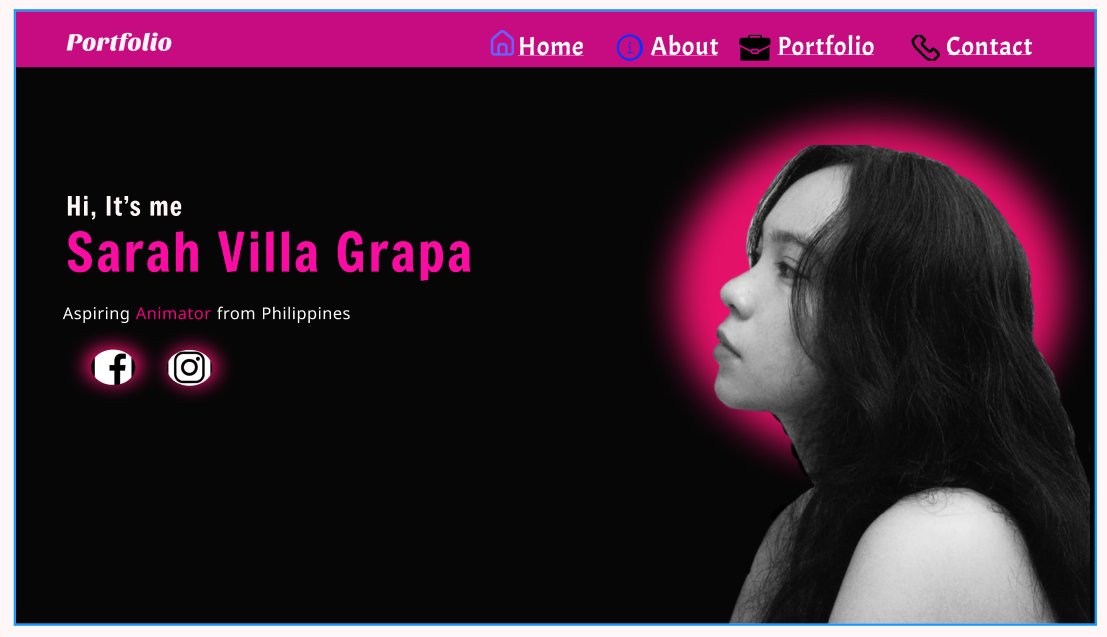 Portfolio
Home About Portfolio Contact
Hi, It's me
Sarah Villa Grapa
Aspiring Animator from Philippines